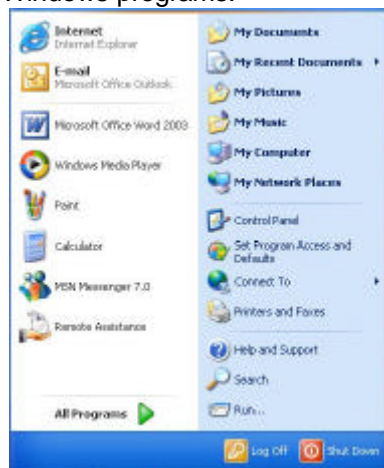 Windows programs.
Internet
Internet Explorer
E-mail
Microsoft Office Outlook
Microsoft Office Word 2003
Windows Media Player
Paint
Calculator
MSN Messenger 7.0
Remote Assistance
All Programs
My Documents
My Recent Documents
My Pictures
My Music
My Computer
My Network Places
Control Panel
Set Program Access and
Defaults
Connect To
Printers and Faxes
Help and Support
Search
Run...
Log Off
Shut Down